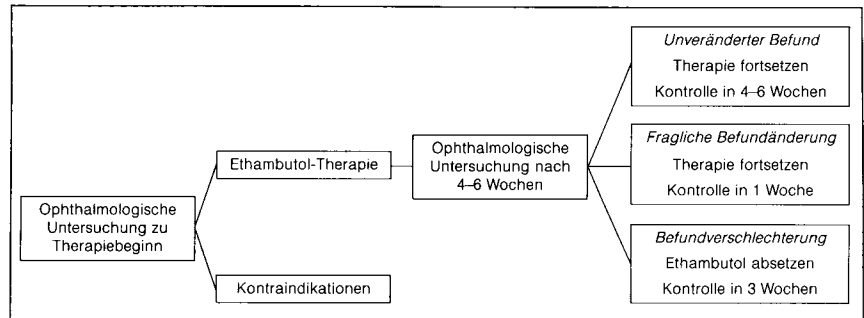 Ophthalmologische
Untersuchung zu
Therapiebeginn
Ethambutol-Therapie
Kontraindikationen
Ophthalmologische
Untersuchung nach
4–6 Wochen
Unveränderter Befund
Therapie fortsetzen
Kontrolle in 4–6 Wochen
Fragliche Befundänderung
Therapie fortsetzen
Kontrolle in 1 Woche
Befundverschlechterung
Ethambutol absetzen
Kontrolle in 3 Wochen